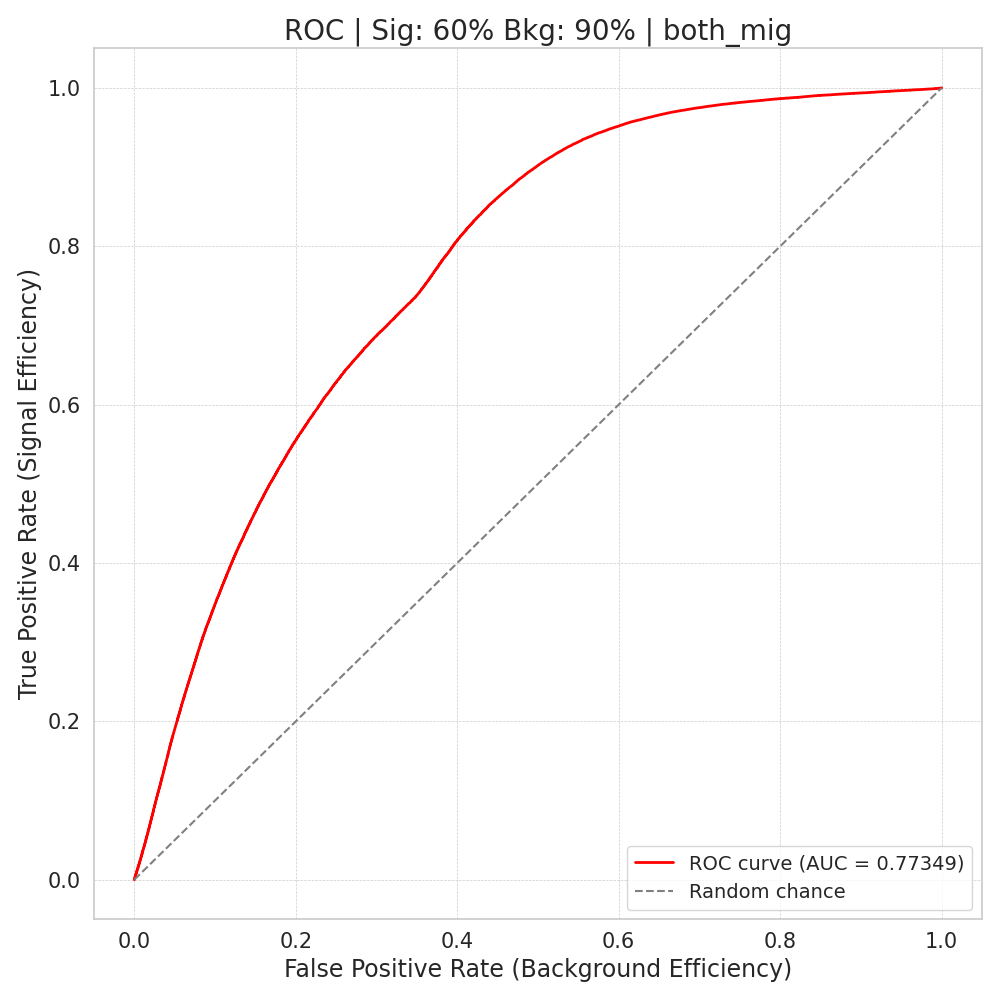 ROC | Sig: 60% Bkg: 90% | both_mig
True Positive Rate (Signal Efficiency)
1.0
0.8
0.6
0.4
0.2
0.0
ROC curve (AUC = 0.77349)
Random chance
0.0 0.2 0.4 0.6 0.8 1.0
False Positive Rate (Background Efficiency)